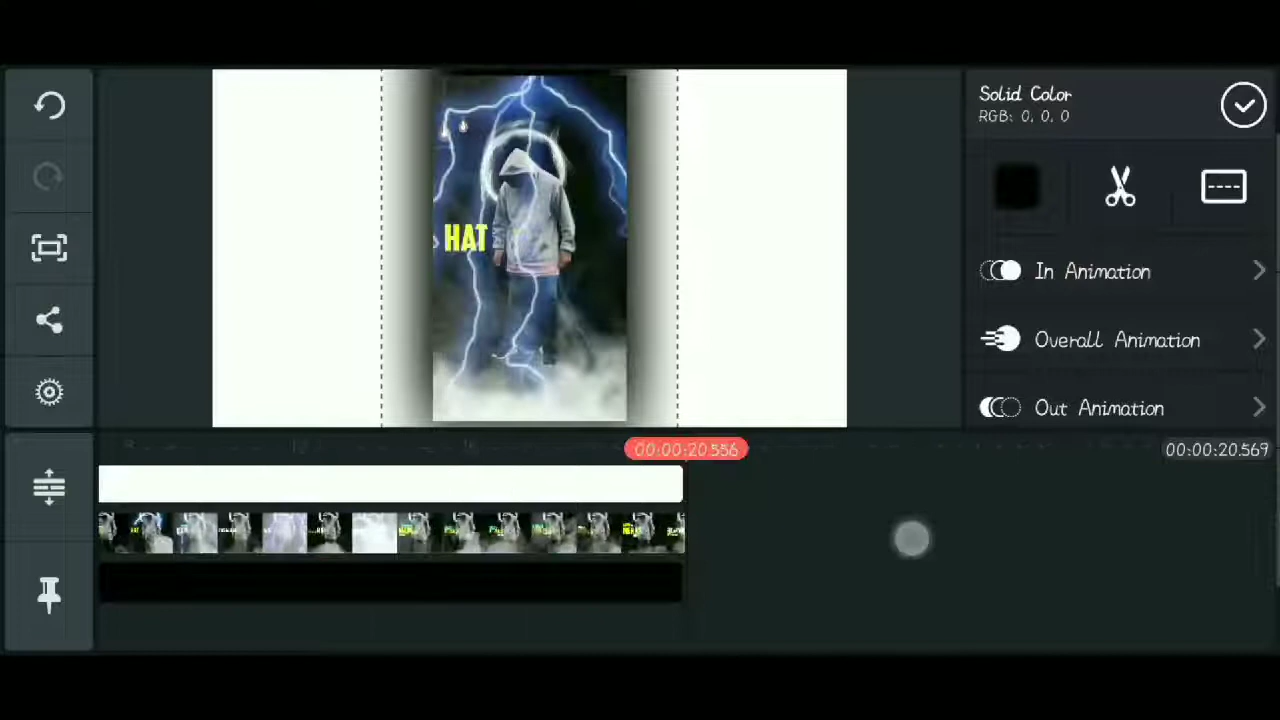 Solid Color
RGB: 0, 0, 0
HAT
In Animation
Overall Animation
Out Animation
00:00:20.556
00:00:20.569